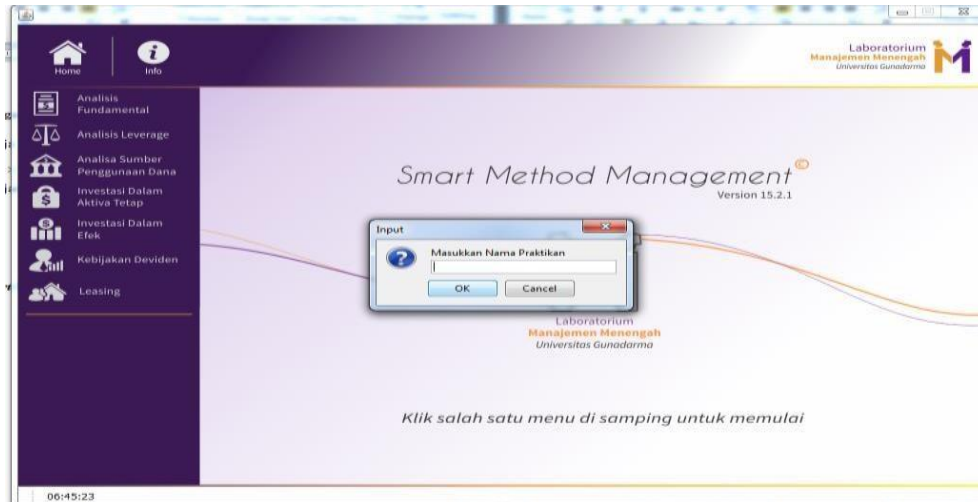 Home
Info
Laboratorium
Manajemen Menengah
Universitas Gunadarma
Analisis
Fundamental
Analisis Leverage
Analisa Sumber
Penggunaan Dana
Investasi Dalam
Aktiva Tetap
Investasi Dalam
Efek
Kebijakan Deviden
Leasing
Smart Method Management©
Version 15.2.1
Input
Masukkan Nama Praktikan
OK
Cancel
Laboratorium
Manajemen Menengah
Universitas Gunadarma
Klik salah satu menu di samping untuk memulai
06:45:23